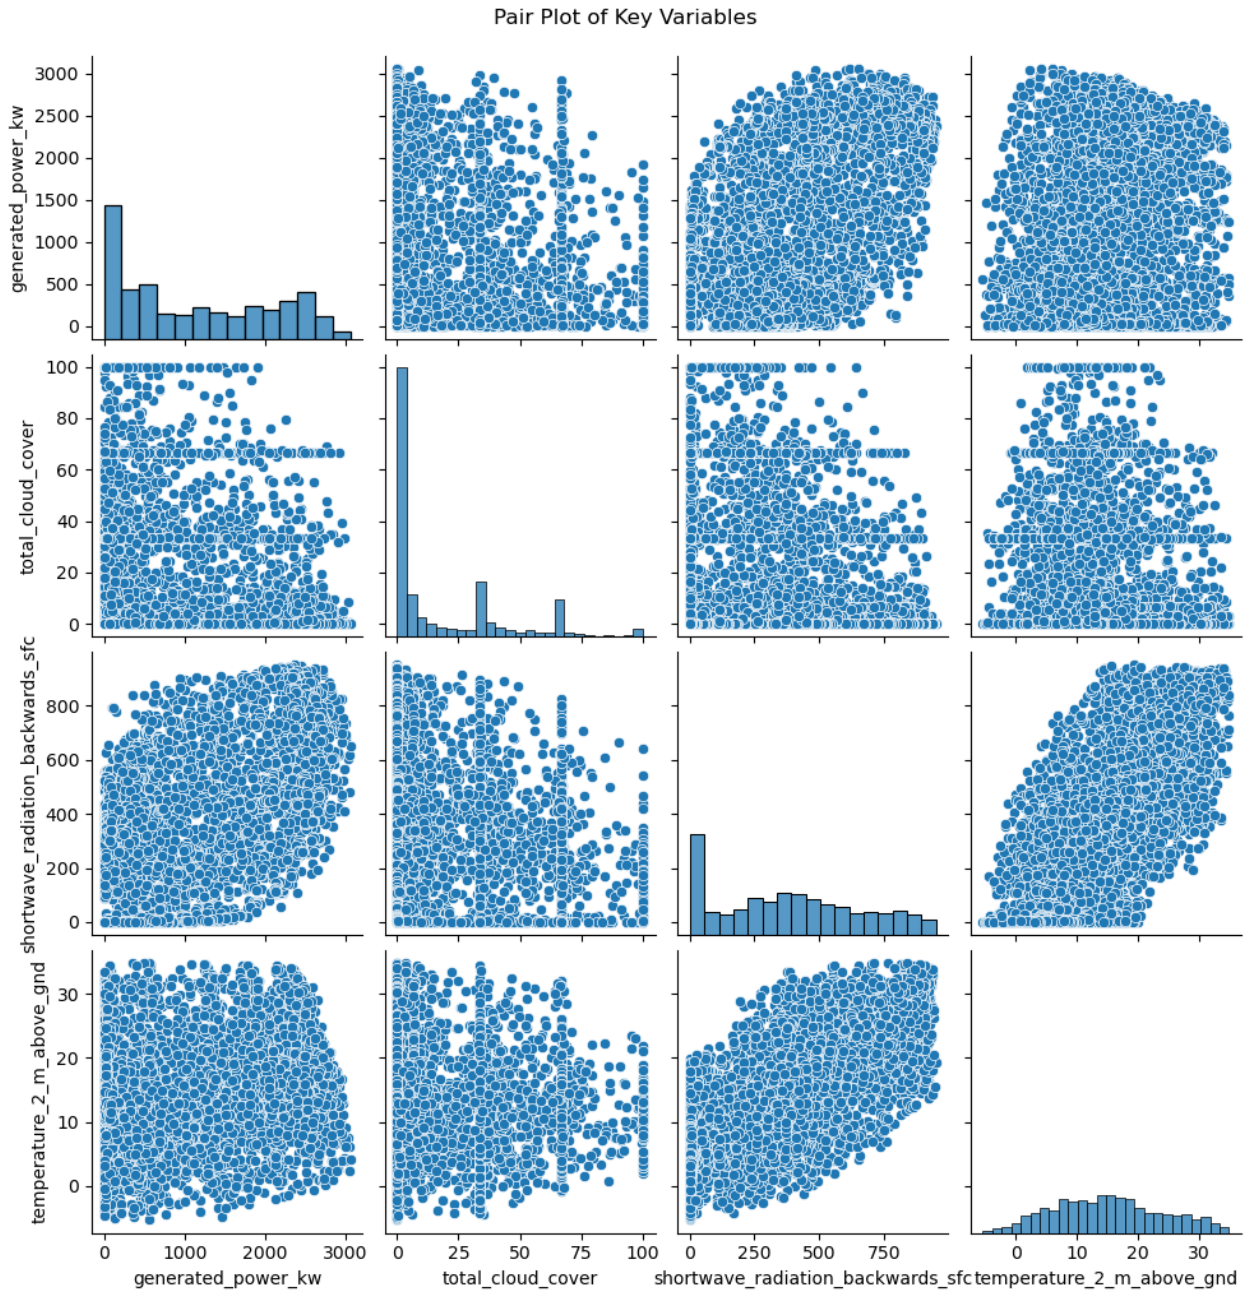 Pair Plot of Key Variables
generated_power_kw
3000
2500
2000
1500
1000
500
0
total_cloud_cover
100
80
60
40
20
0
shortwave_radiation_backwards_sfc
800
600
400
200
0
temperature_2_m_above_gnd
30
20
10
0
0 1000 2000 3000
0 25 50 75 100
0 250 500 750
0 10 20 30
generated_power_kw
total_cloud_cover
shortwave_radiation_backwards_sfc
temperature_2_m_above_gnd